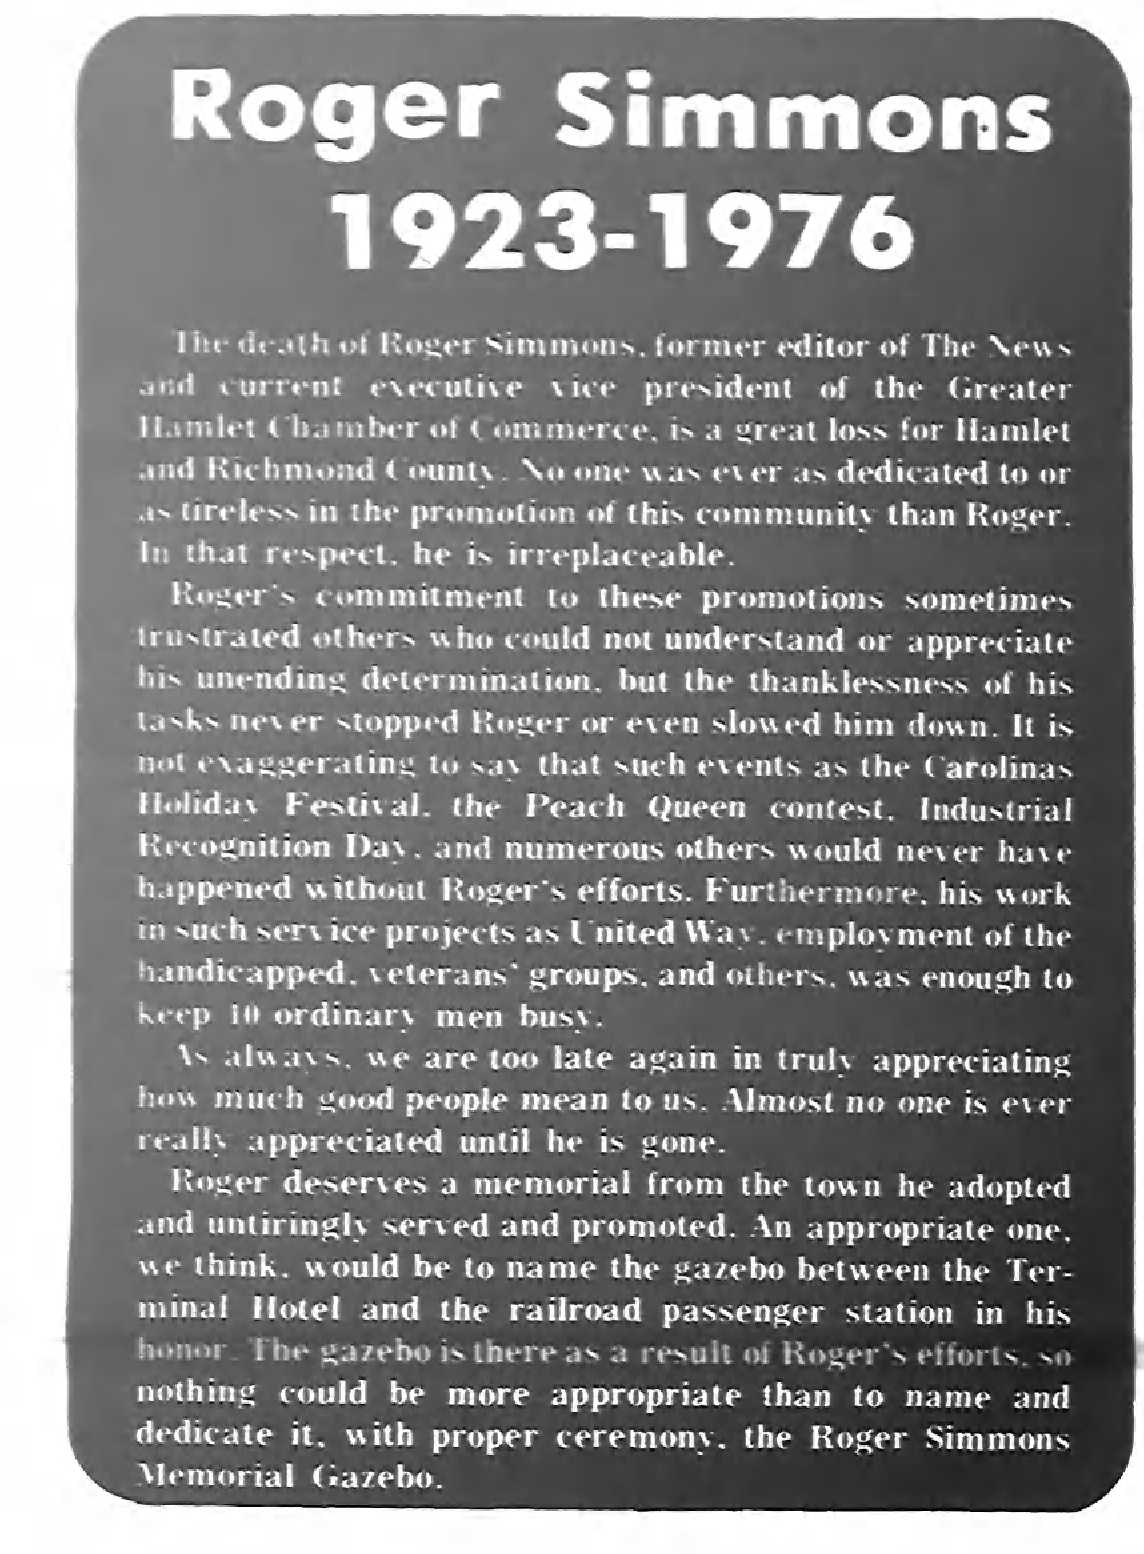 Roger Simmons
1923-1976
The death of Roger Simmons, former editor of The News
and current executive vice president of the Greater
Hamlet Chamber of Commerce, is a great loss for Hamlet
and Richmond County. No one was ever as dedicated to or
as tireless in the promotion of this community than Roger.
In that respect, he is irreplaceable.
Roger's commitment to these promotions sometimes
frustrated others who could not understand or appreciate
his unending determination, but the thanklessness of his
tasks never stopped Roger or even slowed him down. It is
not exaggerating to say that such events as the Carolinas
Holiday Festival, the Peach Queen contest, Industrial
Recognition Day, and numerous others would never have
happened without Roger's efforts. Furthermore, his work
in such service projects as United Way, employment of the
handicapped, veterans' groups, and others, was enough to
keep 10 ordinary men busy.
As always, we are too late again in truly appreciating
how much good people mean to us. Almost no one is ever
really appreciated until he is gone.
Roger deserves a memorial from the town he adopted
and untiringly served and promoted. An appropriate one,
we think, would be to name the gazebo between the Ter-
minal Hotel and the railroad passenger station in his
honor. The gazebo is there as a result of Roger's efforts, so
nothing could be more appropriate than to name and
dedicate it, with proper ceremony, the Roger Simmons
Memorial Gazebo.